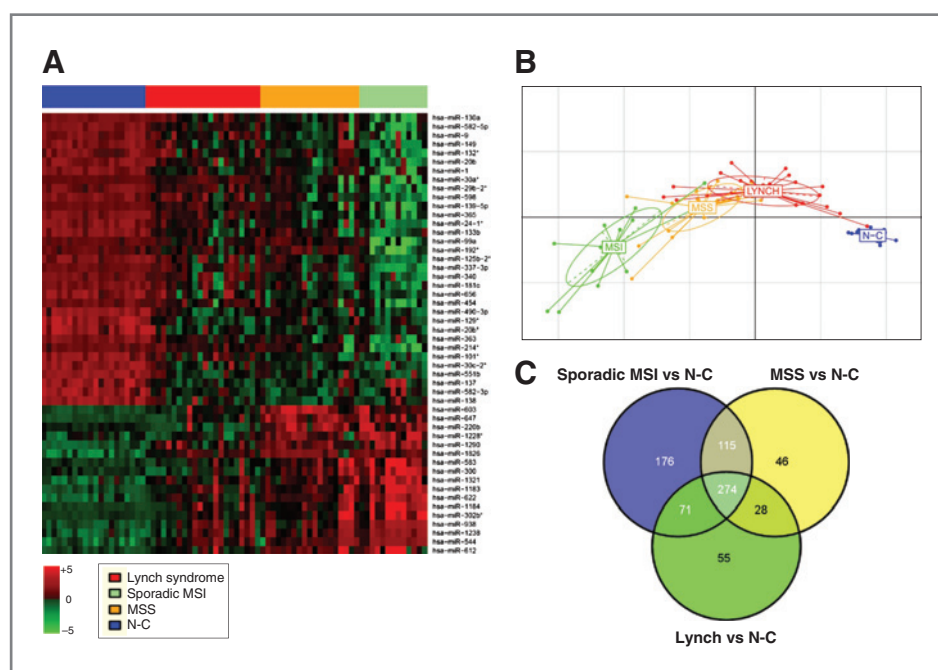 A
hsa-miR-130a
hsa-miR-582-5p
hsa-miR-9
hsa-miR-149
hsa-miR-132*
hsa-miR-20b
hsa-miR-1
hsa-miR-30a*
hsa-miR-29b-2*
hsa-miR-598
hsa-miR-139-5p
hsa-miR-365
hsa-miR-24-1*
hsa-miR-133b
hsa-miR-99a
hsa-miR-192*
hsa-miR-125b-2*
hsa-miR-337-3p
hsa-miR-340
hsa-miR-181c
hsa-miR-656
hsa-miR-454
hsa-miR-490-3p
hsa-miR-129*
hsa-miR-20b*
hsa-miR-363
hsa-miR-214*
hsa-miR-101*
hsa-miR-30c-2*
hsa-miR-551b
hsa-miR-137
hsa-miR-582-3p
hsa-miR-138
hsa-miR-603
hsa-miR-647
hsa-miR-220b
hsa-miR-1228*
hsa-miR-1293
hsa-miR-1826
hsa-miR-583
hsa-miR-300
hsa-miR-1321
hsa-miR-1183
hsa-miR-622
hsa-miR-1184
hsa-miR-302b*
hsa-miR-938
hsa-miR-1238
hsa-miR-544
hsa-miR-612
+5
0
−5
Lynch syndrome
Sporadic MSI
MSS
N-C
B
LYNCH
MSS
MSI
N-C
C
Sporadic MSI vs N-C
MSS vs N-C
176
115
46
274
71
28
55
Lynch vs N-C